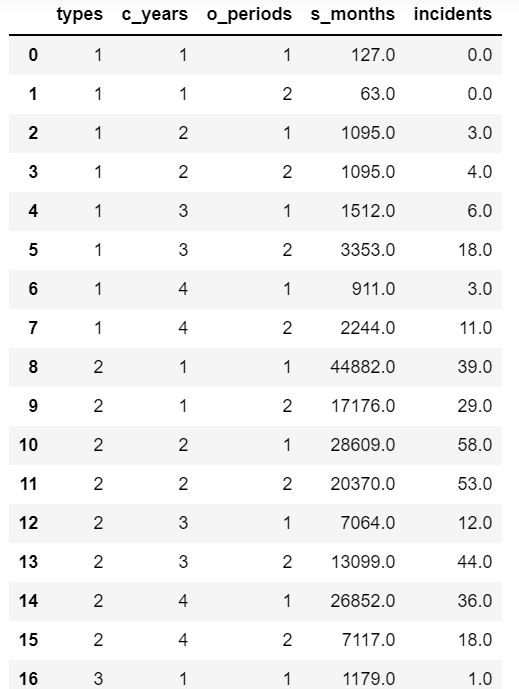 types c_years o_periods s_months incidents
0 1 1 1 127.0 0.0
1 1 1 2 63.0 0.0
2 1 2 1 1095.0 3.0
3 1 2 2 1095.0 4.0
4 1 3 1 1512.0 6.0
5 1 3 2 3353.0 18.0
6 1 4 1 911.0 3.0
7 1 4 2 2244.0 11.0
8 2 1 1 44882.0 39.0
9 2 1 2 17176.0 29.0
10 2 2 1 28609.0 58.0
11 2 2 2 20370.0 53.0
12 2 3 1 7064.0 12.0
13 2 3 2 13099.0 44.0
14 2 4 1 26852.0 36.0
15 2 4 2 7117.0 18.0
16 3 1 1 1179.0 1.0